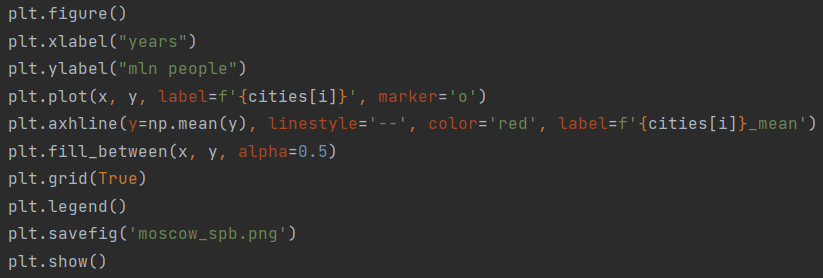 plt.figure()
plt.xlabel("years")
plt.ylabel("mln people")
plt.plot(x, y, label=f'{cities[i]}', marker='o')
plt.axhline(y=np.mean(y), linestyle='--', color='red', label=f'{cities[i]}_mean')
plt.fill_between(x, y, alpha=0.5)
plt.grid(True)
plt.legend()
plt.savefig('moscow_spb.png')
plt.show()